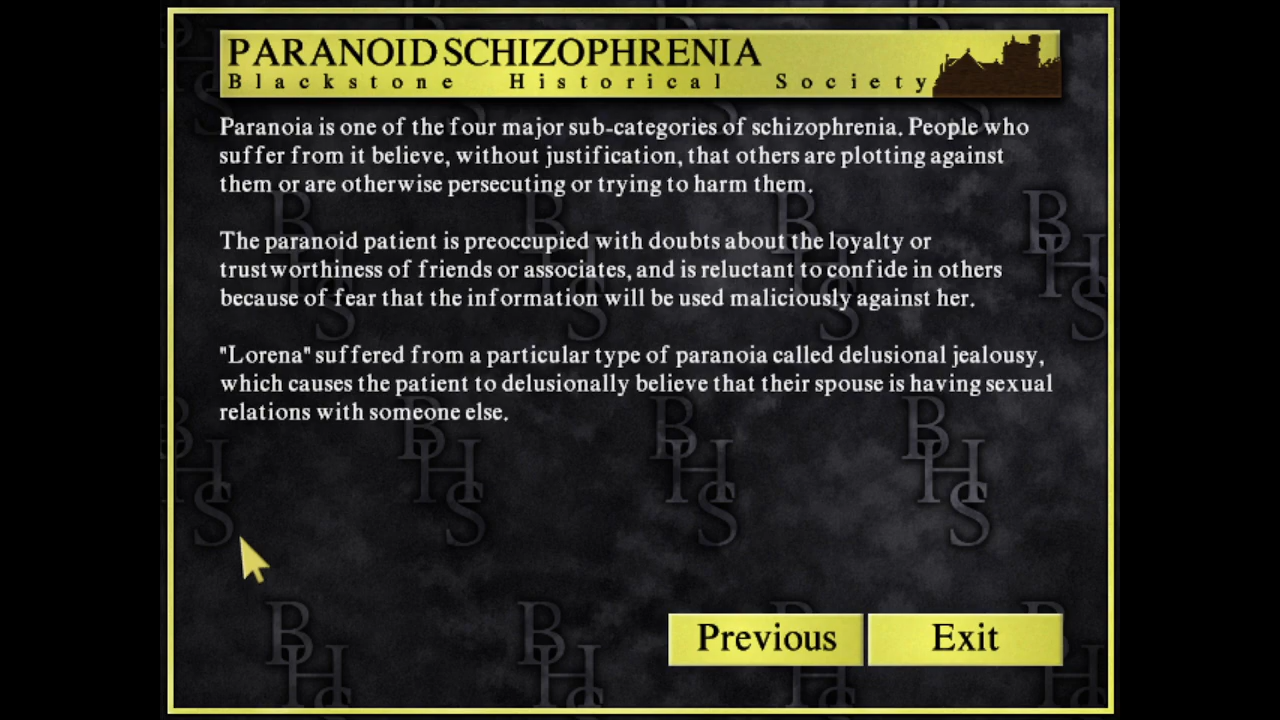 PARANOID SCHIZOPHRENIA
Blackstone Historical Society
Paranoia is one of the four major sub-categories of schizophrenia. People who
suffer from it believe, without justification, that others are plotting against
them or are otherwise persecuting or trying to harm them.
The paranoid patient is preoccupied with doubts about the loyalty or
trustworthiness of friends or associates, and is reluctant to confide in others
because of fear that the information will be used maliciously against her.
"Lorena" suffered from a particular type of paranoia called delusional jealousy,
which causes the patient to delusionally believe that their spouse is having sexual
relations with someone else.
Previous
Exit